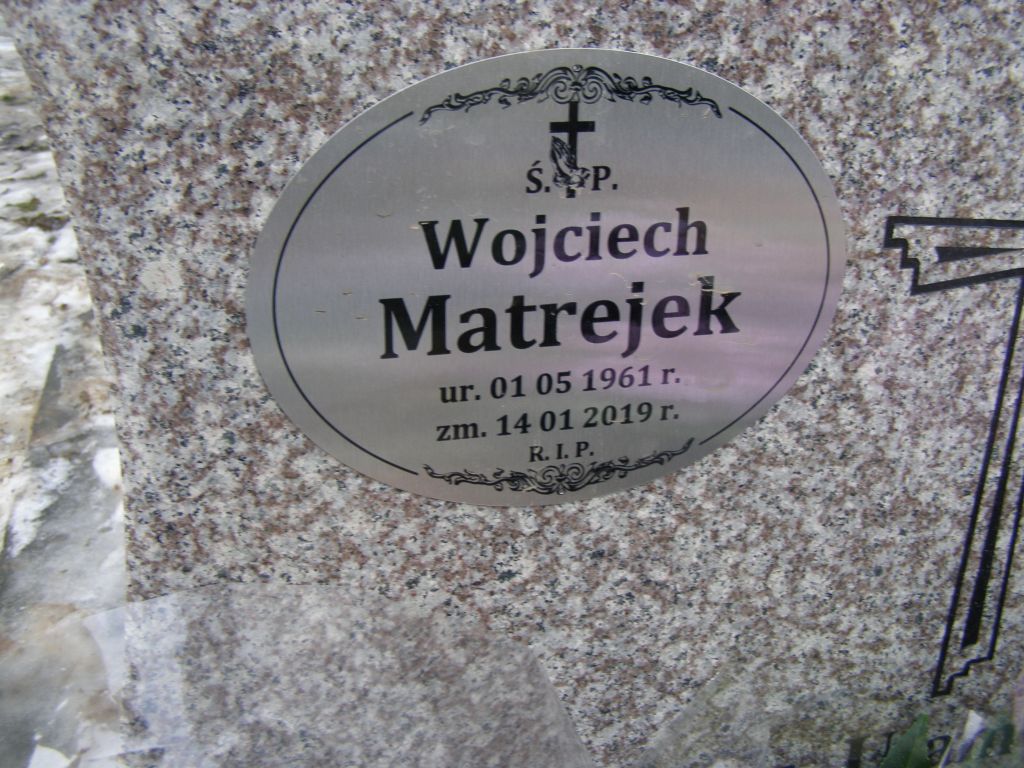 Ś. P.
Wojciech
Matrejek
ur. 01 05 1961 r.
zm. 14 01 2019 r.
R. I. P.